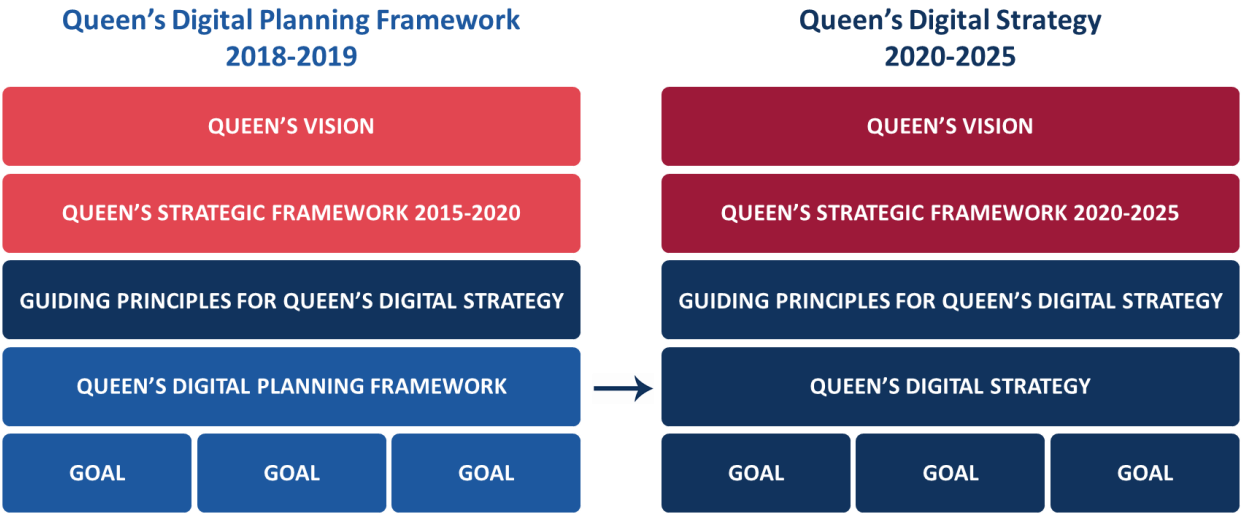 Queen’s Digital Planning Framework
2018-2019
QUEEN’S VISION
QUEEN’S STRATEGIC FRAMEWORK 2015-2020
GUIDING PRINCIPLES FOR QUEEN’S DIGITAL STRATEGY
QUEEN’S DIGITAL PLANNING FRAMEWORK
GOAL
GOAL
GOAL
Queen’s Digital Strategy
2020-2025
QUEEN’S VISION
QUEEN’S STRATEGIC FRAMEWORK 2020-2025
GUIDING PRINCIPLES FOR QUEEN’S DIGITAL STRATEGY
QUEEN’S DIGITAL STRATEGY
GOAL
GOAL
GOAL